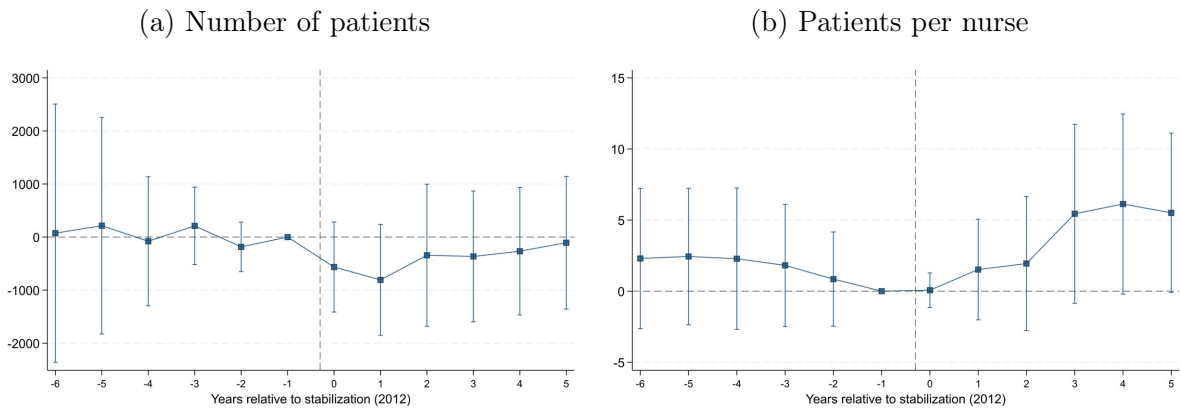 (a) Number of patients
3000
2000
1000
0
-1000
-2000
-6 -5 -4 -3 -2 -1 0 1 2 3 4 5
Years relative to stabilization (2012)
(b) Patients per nurse
15
10
5
0
-5
-6 -5 -4 -3 -2 -1 0 1 2 3 4 5
Years relative to stabilization (2012)